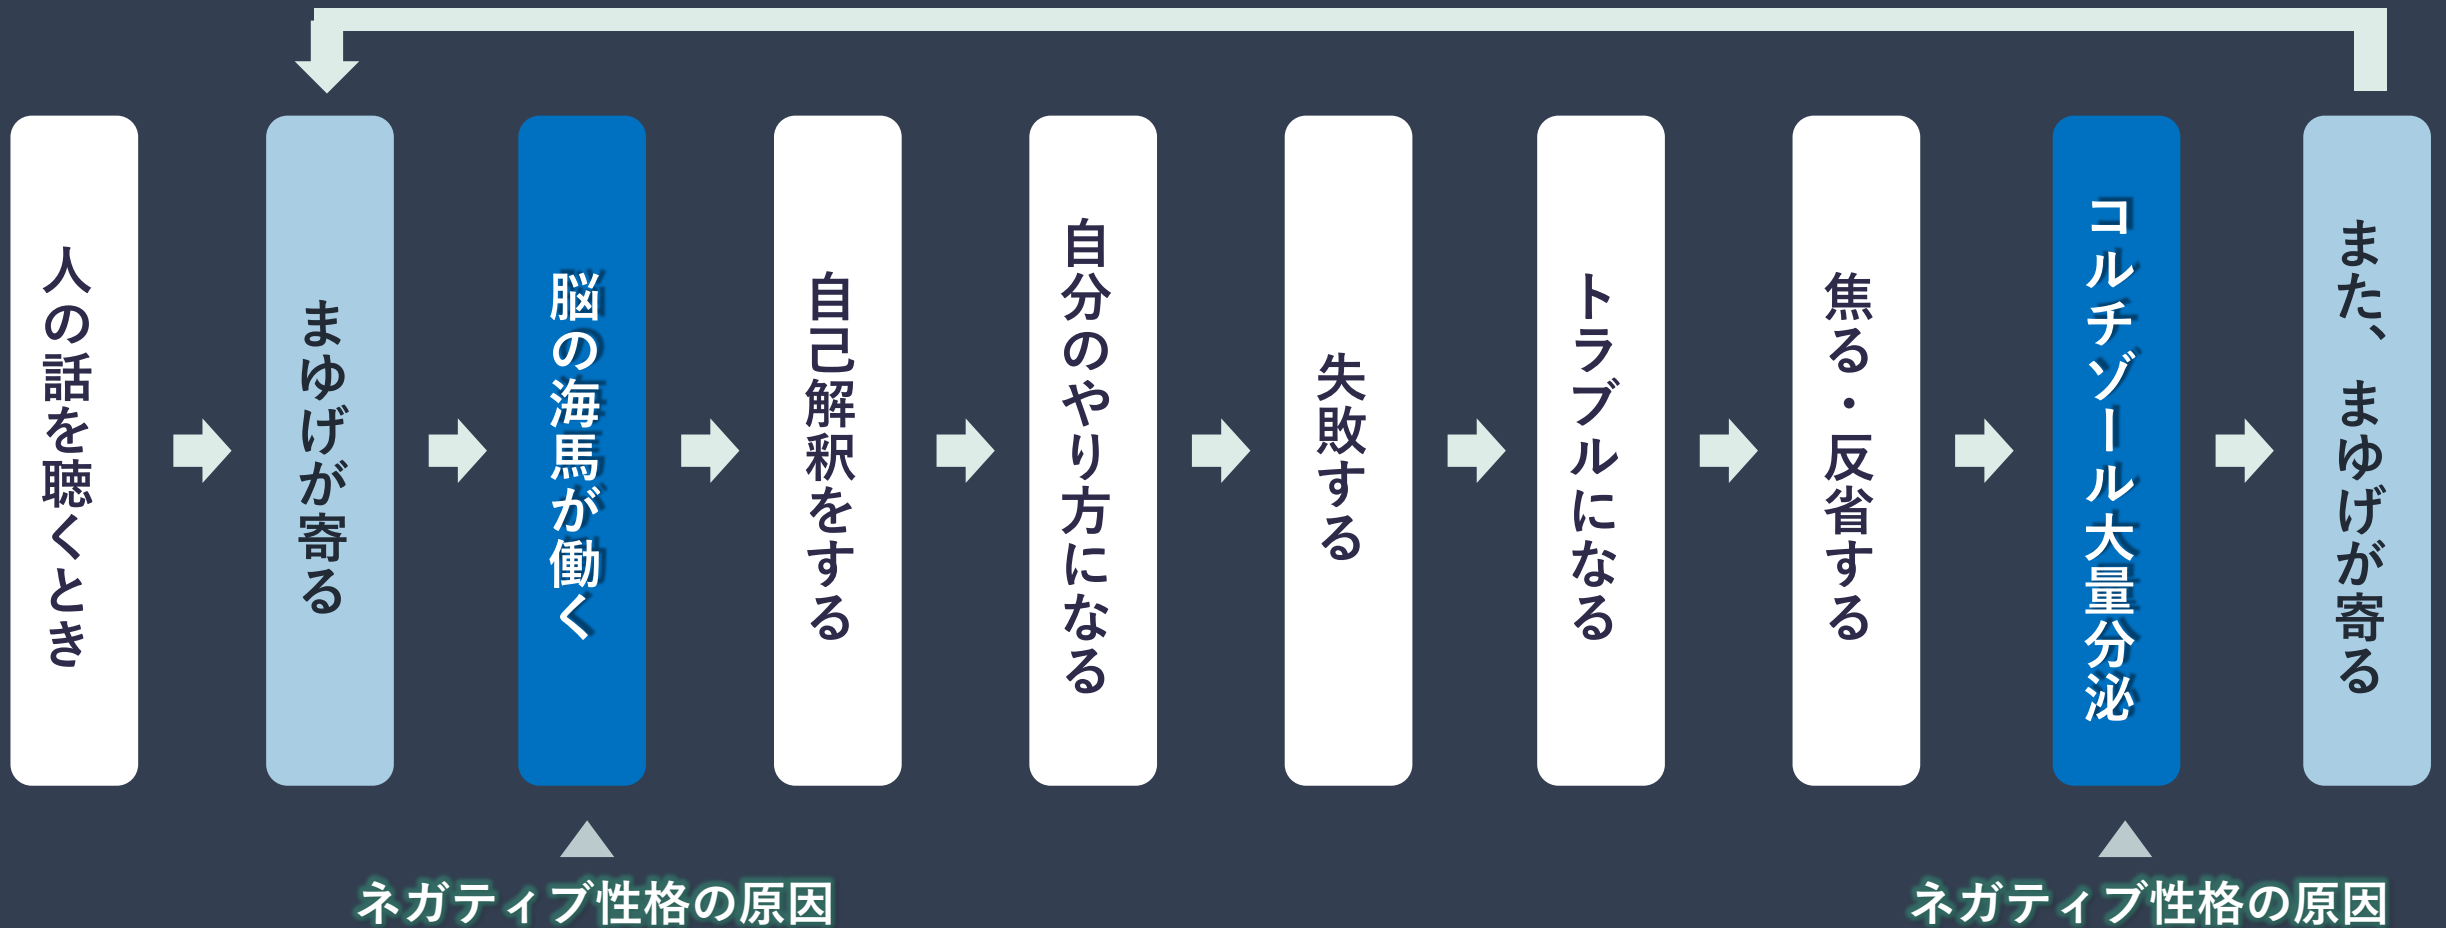 人の話を聴くとき
まゆげが寄る
脳の海馬が働く
自己解釈をする
自分のやり方になる
失敗する
トラブルになる
焦る・反省する
コルチゾール大量分泌
また、まゆげが寄る
ネガティブ性格の原因
ネガティブ性格の原因